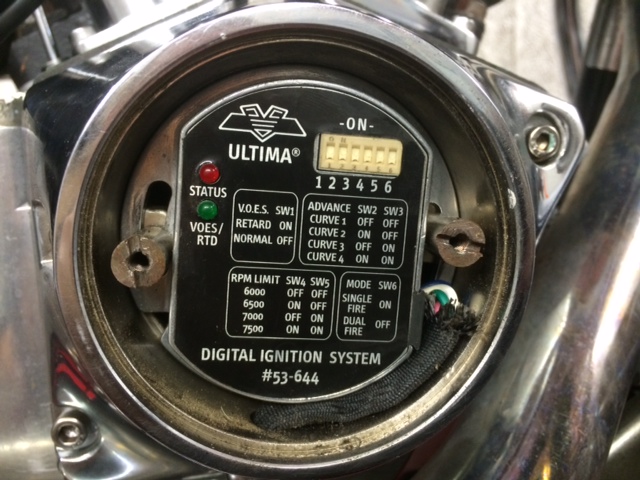 -ON-
ULTIMA®
1 2 3 4 5 6
STATUS
VOES/
RTD
V.O.E.S. SW1
RETARD ON
NORMAL OFF
ADVANCE SW2 SW3
CURVE 1 OFF OFF
CURVE 2 ON OFF
CURVE 3 OFF ON
CURVE 4 ON ON
RPM LIMIT SW4 SW5
6000 OFF OFF
6500 ON OFF
7000 OFF ON
7500 ON ON
MODE SW6
SINGLE
FIRE ON
DUAL
FIRE OFF
DIGITAL IGNITION SYSTEM
#53-644